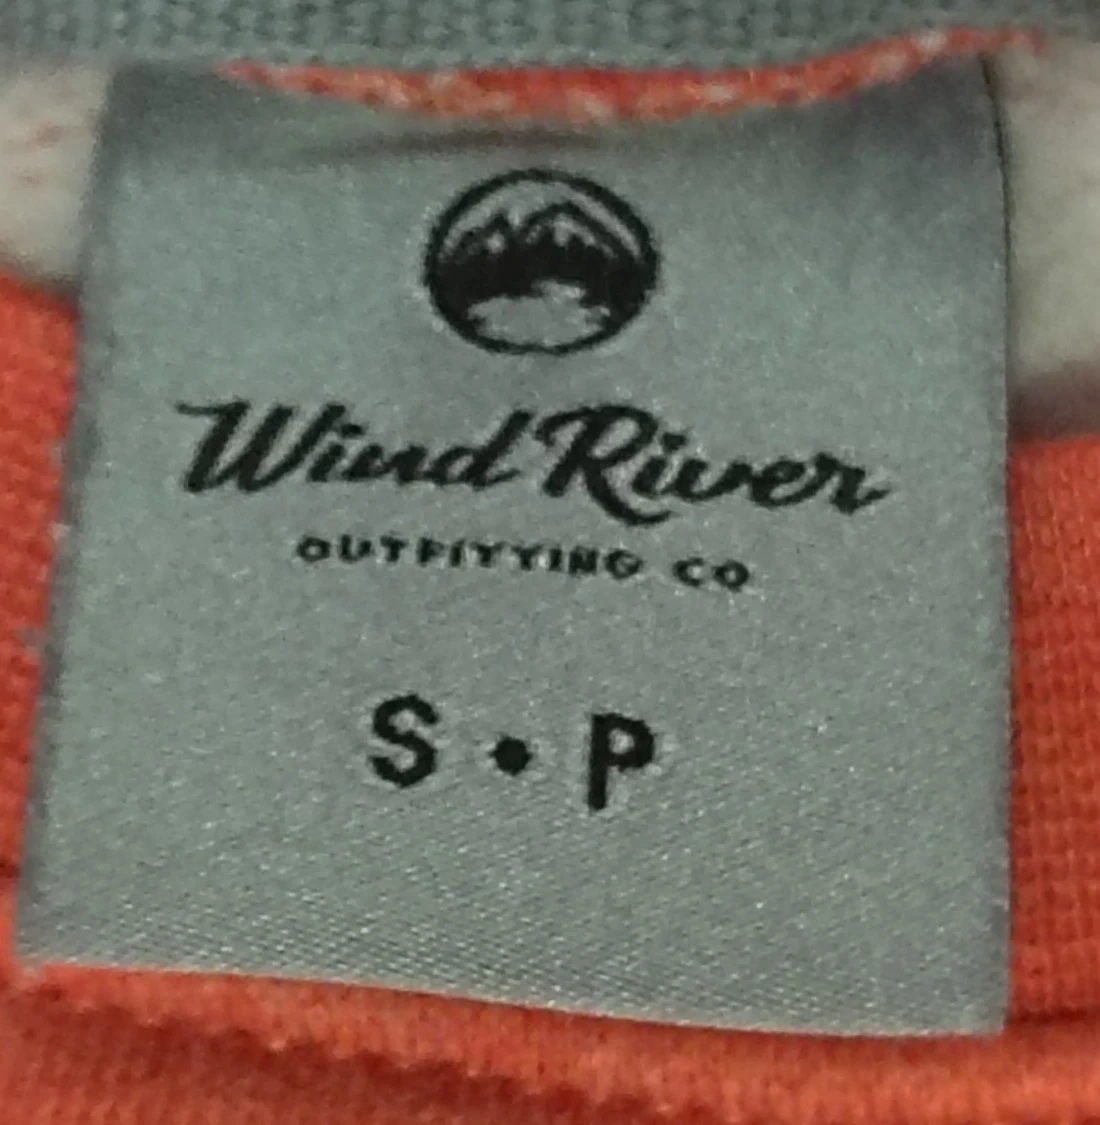 Wind River
OUTFITTING CO
S • P